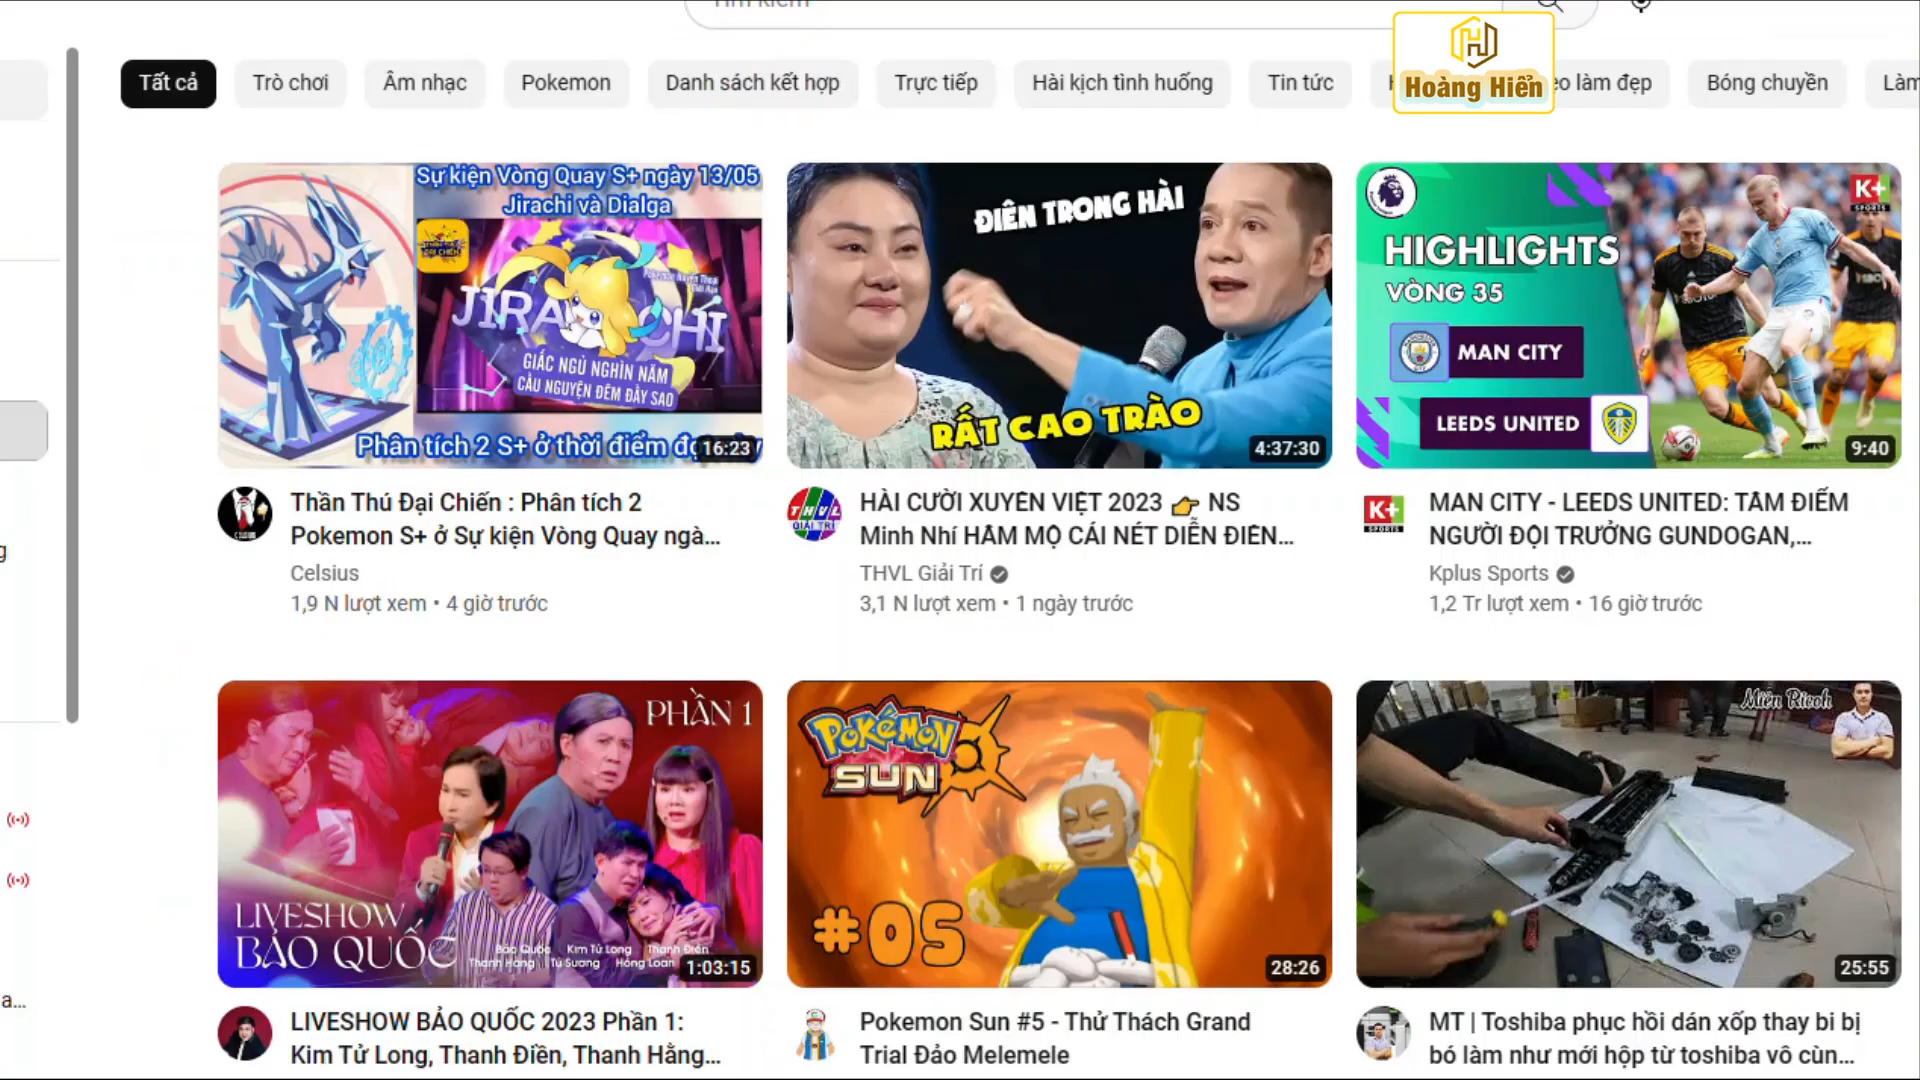 Tìm kiếm
Tất cả
Trò chơi
Âm nhạc
Pokemon
Danh sách kết hợp
Trực tiếp
Hài kịch tình huống
Tin tức
Hoàng Hiển
làm đẹp
Bóng chuyền
Sự kiện Vòng Quay S+ ngày 13/05
Jirachi và Dialga
JIRACHI
GIẤC NGỦ NGHÌN NĂM
CẦU NGUYỆN ĐÊM ĐẦY SAO
Phân tích 2 S+ ở thời điểm
16:23
ĐIÊN TRONG HÀI
RẤT CAO TRÀO
4:37:30
K+
SPORTS
HIGHLIGHTS
VÒNG 35
MAN CITY
LEEDS UNITED
9:40
Thần Thú Đại Chiến : Phân tích 2
Pokemon S+ ở Sự kiện Vòng Quay ngà...
Celsius
1,9 N lượt xem • 4 giờ trước
THVL
GIẢI TRÍ
HÀI CƯỜI XUYÊN VIỆT 2023 👉 NS
Minh Nhí HÂM MỘ CÁI NÉT DIỄN ĐIÊN...
THVL Giải Trí
3,1 N lượt xem • 1 ngày trước
K+
SPORTS
MAN CITY - LEEDS UNITED: TÂM ĐIỂM
NGƯỜI ĐỘI TRƯỞNG GUNDOGAN,...
Kplus Sports
1,2 Tr lượt xem • 16 giờ trước
PHẦN 1
LIVESHOW
BẢO QUỐC
Bảo Quốc Kim Tử Long Thanh Điền
Thanh Hằng Tú Sương Hồng Loan
1:03:15
POKéMON
SUN
#05
28:26
Miên Ricoh
25:55
LIVESHOW BẢO QUỐC 2023 Phần 1:
Kim Tử Long, Thanh Điền, Thanh Hằng...
Pokemon Sun #5 - Thử Thách Grand
Trial Đảo Melemele
MT | Toshiba phục hồi dán xốp thay bi bị
bó làm như mới hộp từ toshiba vô cùn...